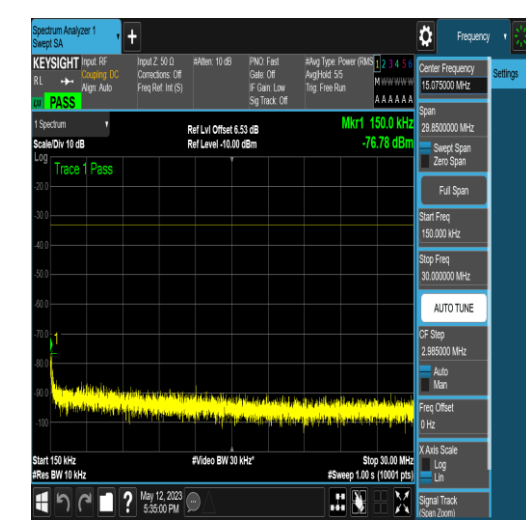 Spectrum Analyzer 1
Swept SA
Frequency
KEYSIGHT
RL
PASS
Input: RF
Coupling: DC
Align: Auto
Input Z: 50 Ω
Corrections: Off
Freq Ref: Int (S)
#Atten: 10 dB
PNO: Fast
Gate: Off
IF Gain: Low
Sig Track: Off
#Avg Type: Power (RMS
Avg|Hold: 5/5
Trig: Free Run
1 2 3 4 5 6
M W W W W W
A A A A A A
1 Spectrum
Scale/Div 10 dB
Ref Lvl Offset 6.53 dB
Ref Level -10.00 dBm
Mkr1 150.0 kHz
-76.78 dBm
Log
Trace 1 Pass
-20.0
-30.0
-40.0
-50.0
-60.0
-70.0
1
-80.0
-90.0
-100
Start 150 kHz
#Res BW 10 kHz
#Video BW 30 kHz*
Stop 30.00 MHz
#Sweep 1.00 s (10001 pts)
May 12, 2023
5:35:00 PM
Center Frequency
15.075000 MHz
Settings
Span
29.8500000 MHz
Swept Span
Zero Span
Full Span
Start Freq
150.000 kHz
Stop Freq
30.000000 MHz
AUTO TUNE
CF Step
2.985000 MHz
Auto
Man
Freq Offset
0 Hz
X Axis Scale
Log
Lin
Signal Track
(Span Zoom)